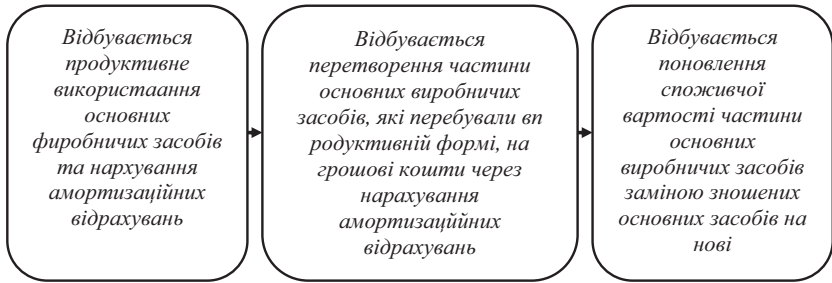 Відбувається
продуктивне
використаання
основних
фиробничих засобів
та нархування
амортизаційних
відрахувань
Відбувається
перетворення частини
основних виробничих
засобів, які перебували вп
родуктивній формі, на
грошові кошти через
нарахування
амортизаціййних
відрахувань
Відбувається
поновлення
споживчої
вартості частини
основних
виробничих засобів
заміною зношених
основних засобів на
нові